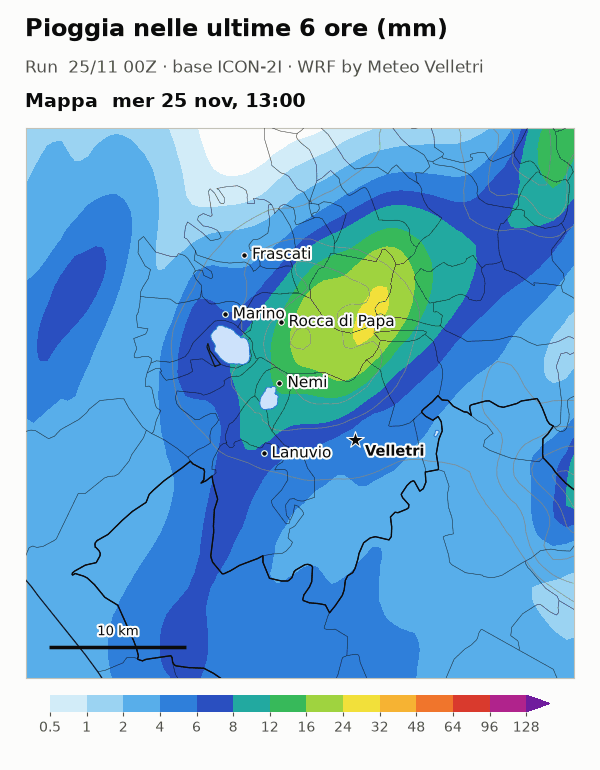 Pioggia nelle ultime 6 ore (mm)
Run  25/11 00Z · base ICON-2I · WRF by Meteo Velletri
Mappa  mer 25 nov, 13:00
Frascati
Marino
Rocca di Papa
Nemi
Velletri
Lanuvio
10 km
0.5 1 2 4 6 8 12 16 24 32 48 64 96 128